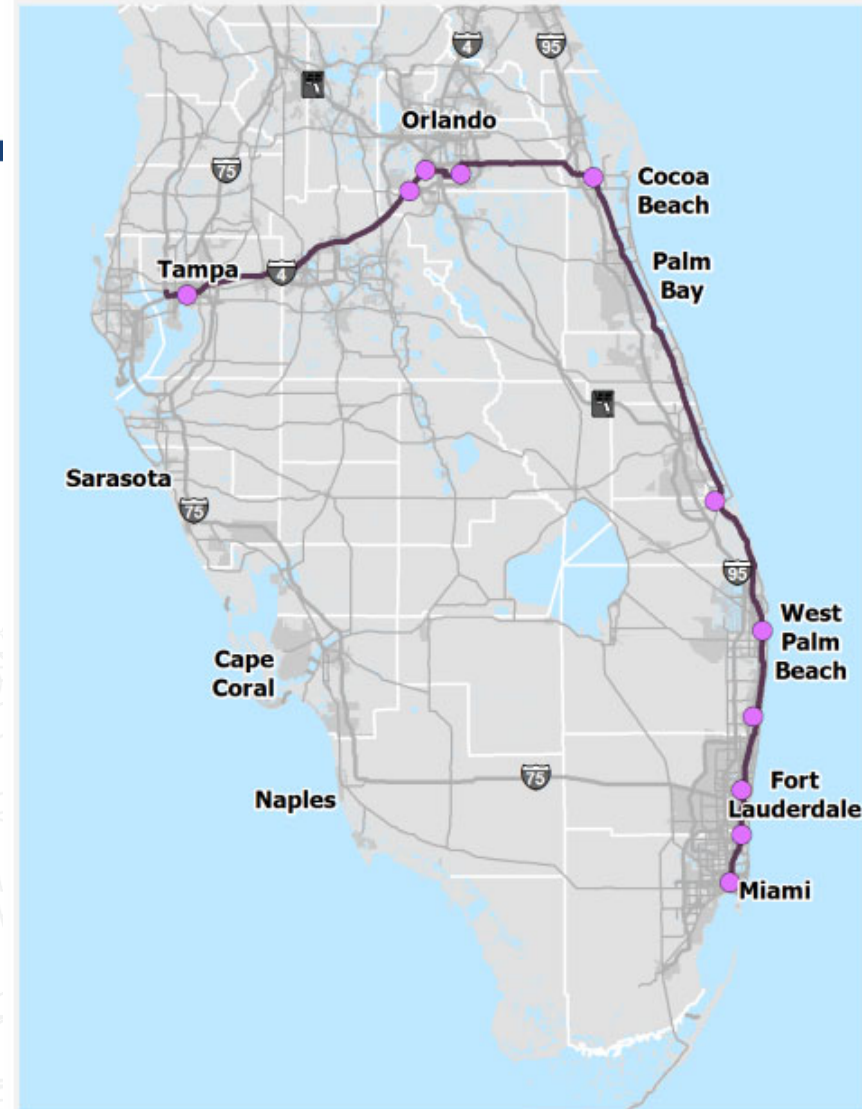 4
95
Orlando
75
Cocoa
Beach
Tampa
4
Palm
Bay
Sarasota
75
95
West
Palm
Beach
Cape
Coral
75
Naples
Fort
Lauderdale
Miami